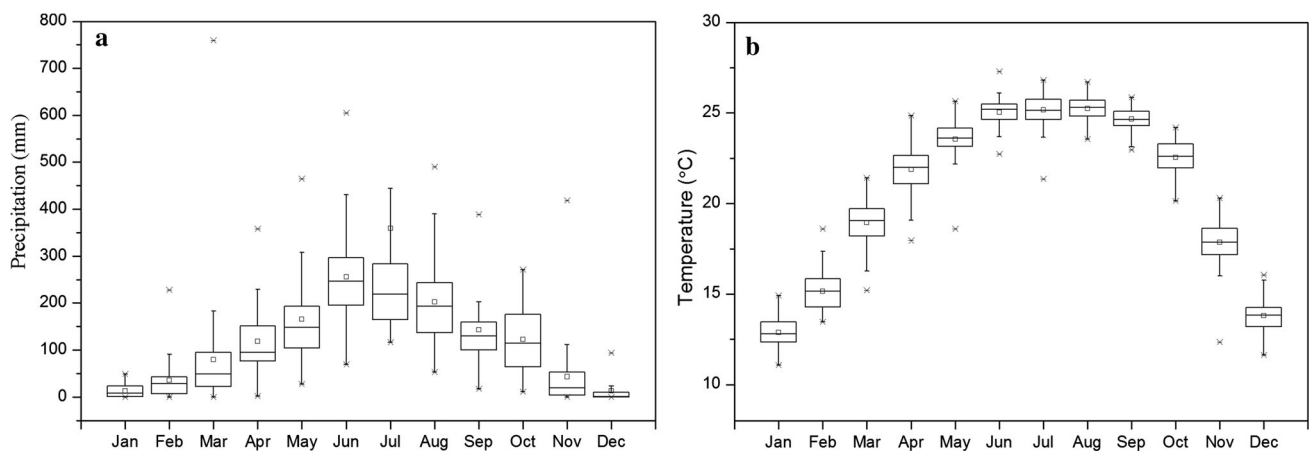 a
800
700
600
500
400
300
200
100
0
Precipitation (mm)
Jan Feb Mar Apr May Jun Jul Aug Sep Oct Nov Dec
b
30
25
20
15
10
Temperature (°C)
Jan Feb Mar Apr May Jun Jul Aug Sep Oct Nov Dec